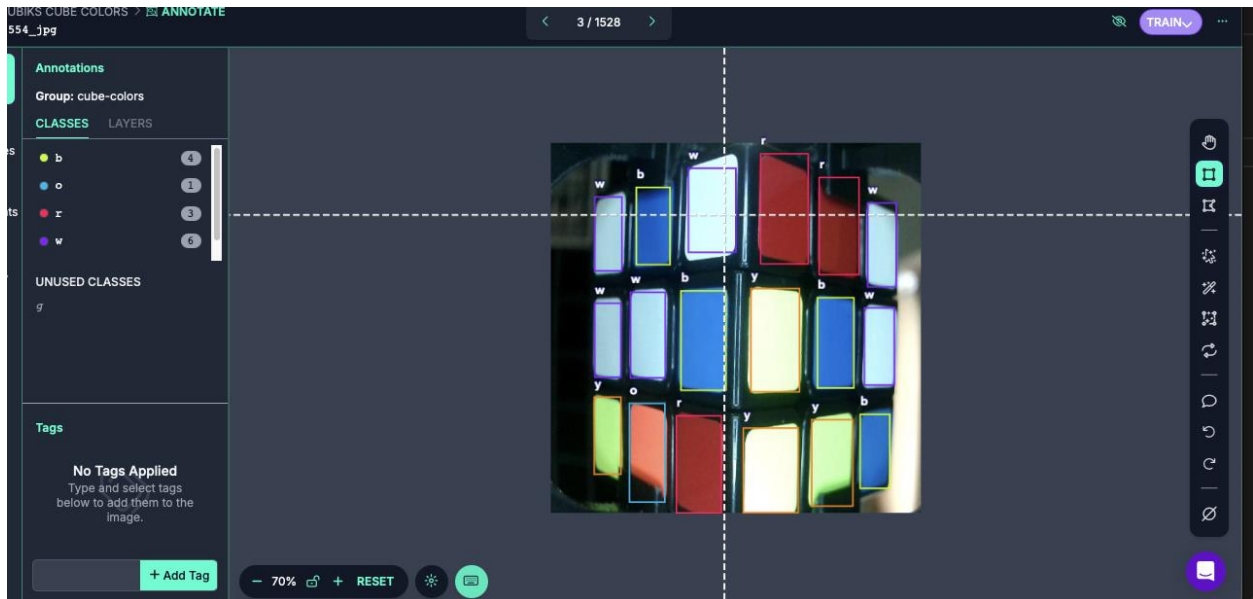 UBIKS CUBE COLORS > ANNOTATE
554_jpg
3 / 1528
TRAIN
Annotations
Group: cube-colors
CLASSES LAYERS
b 4
o 1
r 3
w 6
UNUSED CLASSES
g
Tags
No Tags Applied
Type and select tags
below to add them to the
image.
+ Add Tag
70%
RESET
r
w
r
b
w
w
w
w
b
y
b
w
y
o
r
y
y
b
es
ts